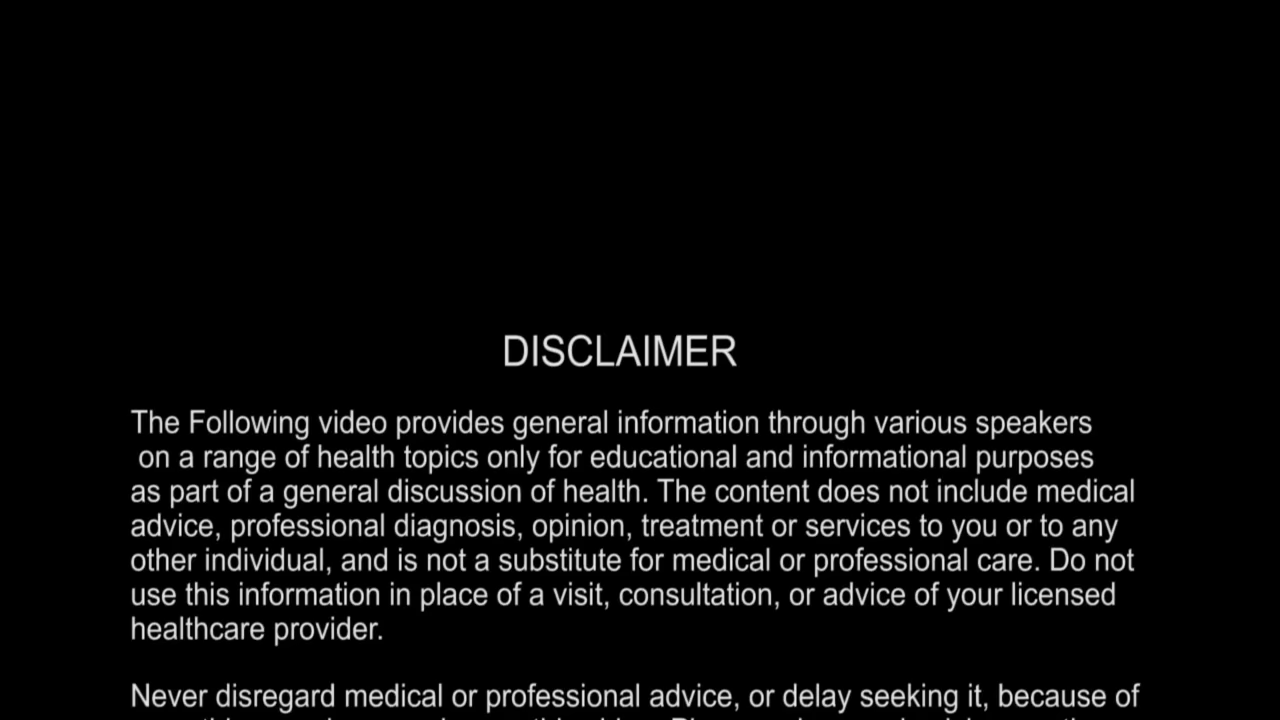 DISCLAIMER
The Following video provides general information through various speakers
on a range of health topics only for educational and informational purposes
as part of a general discussion of health. The content does not include medical
advice, professional diagnosis, opinion, treatment or services to you or to any
other individual, and is not a substitute for medical or professional care. Do not
use this information in place of a visit, consultation, or advice of your licensed
healthcare provider.
Never disregard medical or professional advice, or delay seeking it, because of